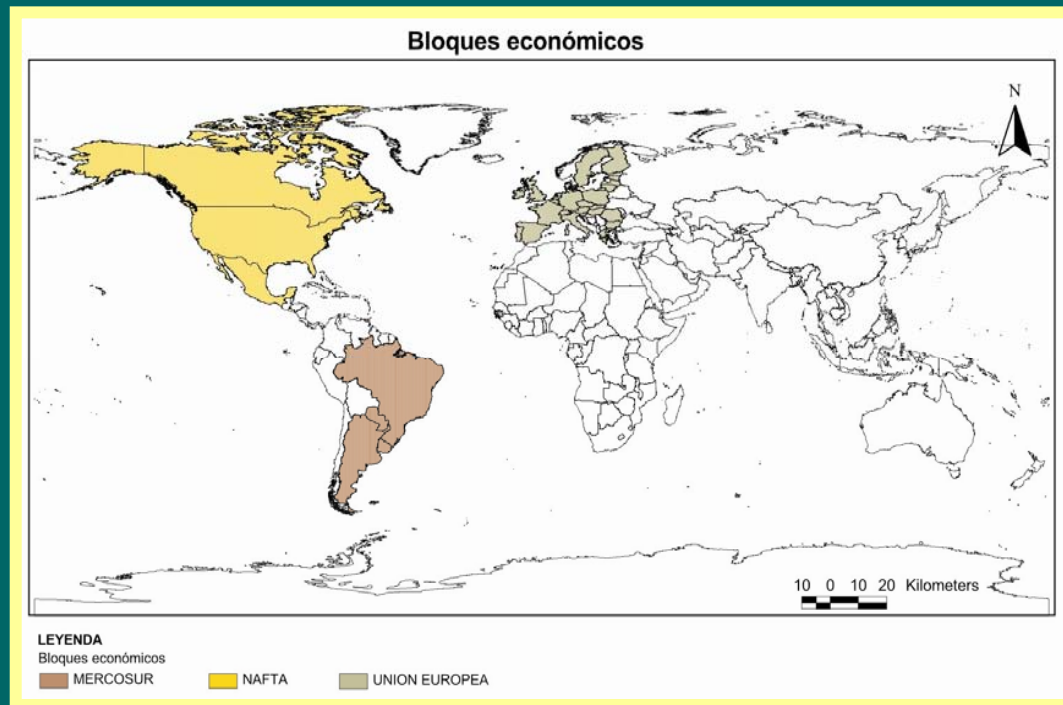 Bloques económicos
N
10 0 10 20 Kilometers
LEYENDA
Bloques económicos
MERCOSUR NAFTA UNION EUROPEA